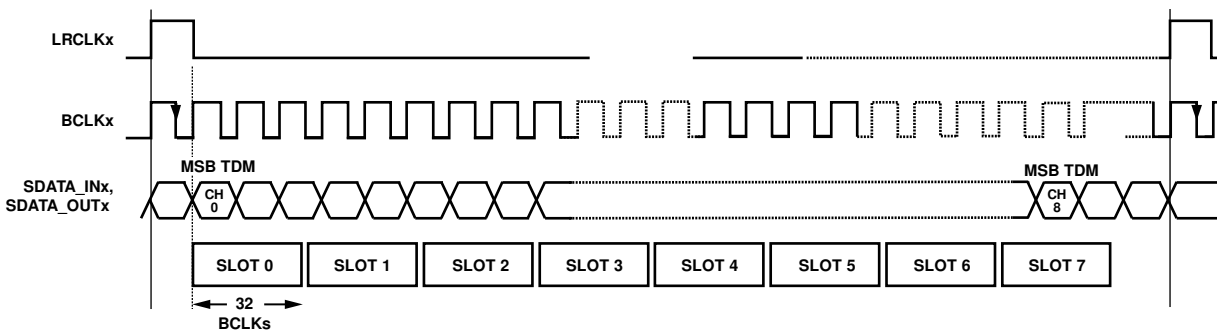 LRCLKx
BCLKx
MSB TDM
MSB TDM
SDATA_INx,
SDATA_OUTx
CH
0
CH
8
SLOT 0
SLOT 1
SLOT 2
SLOT 3
SLOT 4
SLOT 5
SLOT 6
SLOT 7
32
BCLKs